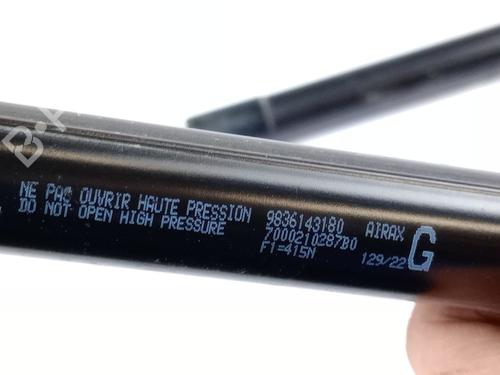 NE PAS OUVRIR HAUTE PRESSION
DO NOT OPEN HIGH PRESSURE
9836143180 AIRAX
7000210287B0
F1=415N
129/22
G